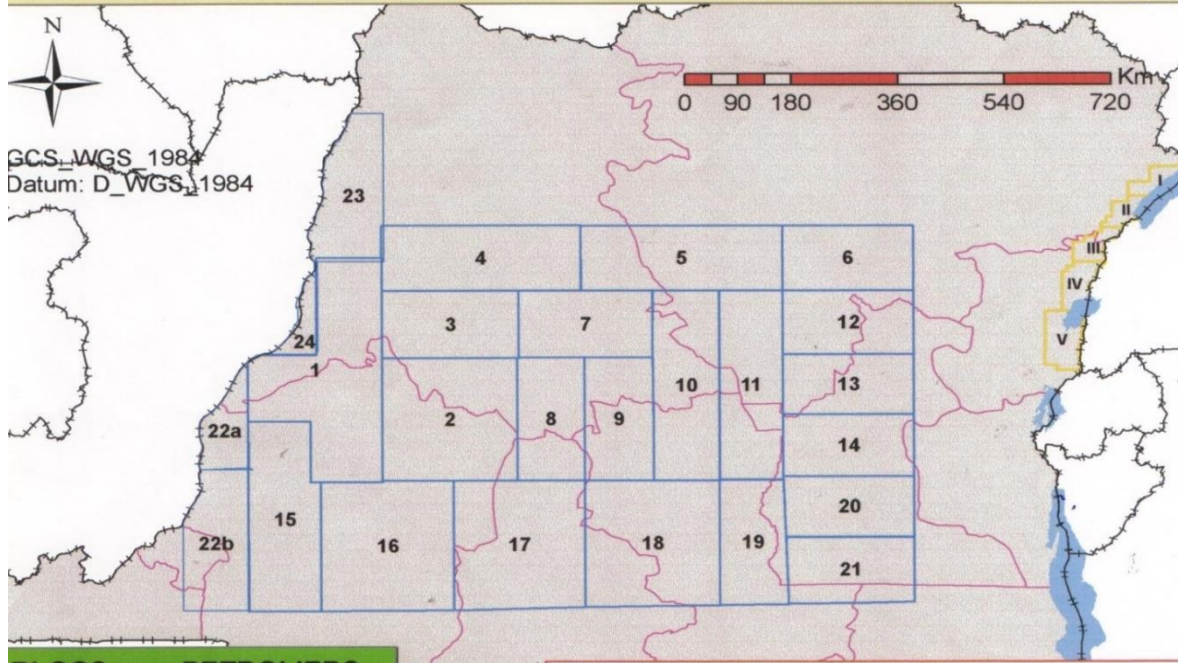 N
Km
0 90 180 360 540 720
GCS_WGS_1984
Datum: D_WGS_1984
I
23
II
III
4 5 6
IV
3 7 12
24
V
1
10 11 13
2 8 9
22a
14
15
20
22b 16 17 18 19
21
BLOCS PETROLIERS